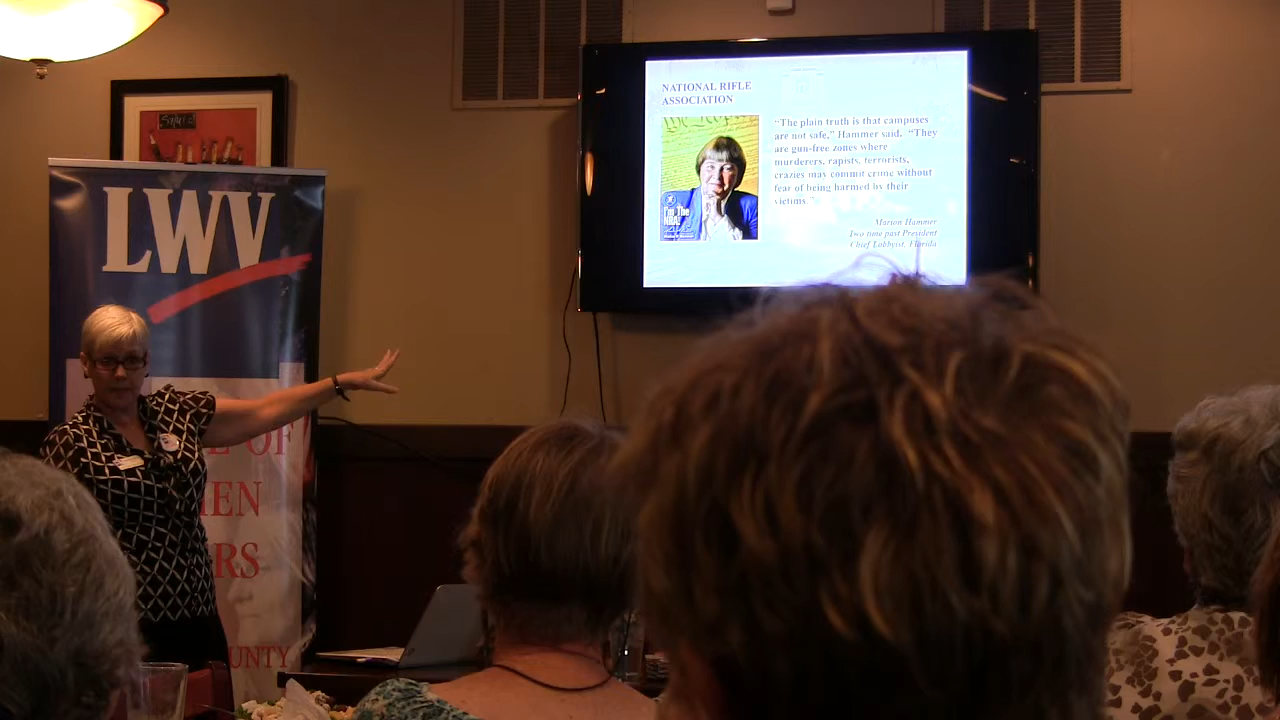 NATIONAL RIFLE
ASSOCIATION
"The plain truth is that campuses
are not safe," Hammer said. "They
are gun-free zones where
murderers, rapists, terrorists,
crazies may commit crime without
fear of being harmed by their
victims."
Marion Hammer
Two time past President
Chief Lobbyist, Florida
I'm The
NRA!
LWV
E OF
MEN
ERS
UNTY